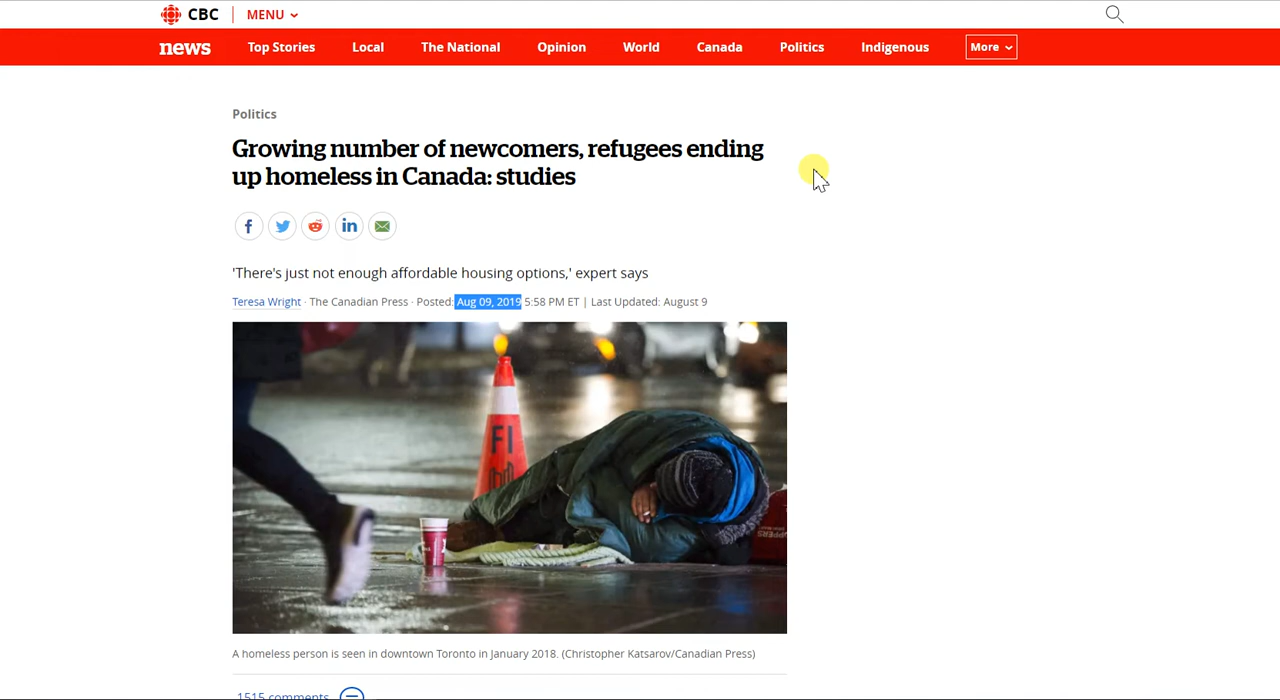 CBC MENU
news Top Stories Local The National Opinion World Canada Politics Indigenous More
Politics
Growing number of newcomers, refugees ending
up homeless in Canada: studies
'There's just not enough affordable housing options,' expert says
Teresa Wright · The Canadian Press · Posted: Aug 09, 2019 5:58 PM ET | Last Updated: August 9
FI
A homeless person is seen in downtown Toronto in January 2018. (Christopher Katsarov/Canadian Press)
1515 comments